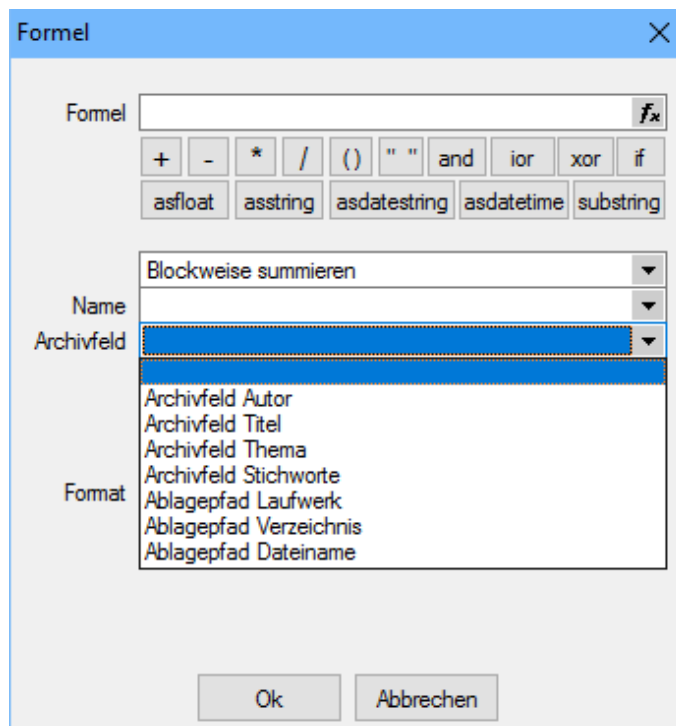 Formel
Formel fx
+ - * / () " " and ior xor if
asfloat asstring asdatestring asdatetime substring
Blockweise summieren
Name
Archivfeld
Archivfeld Autor
Archivfeld Titel
Archivfeld Thema
Archivfeld Stichworte
Format
Ablagepfad Laufwerk
Ablagepfad Verzeichnis
Ablagepfad Dateiname
Ok Abbrechen